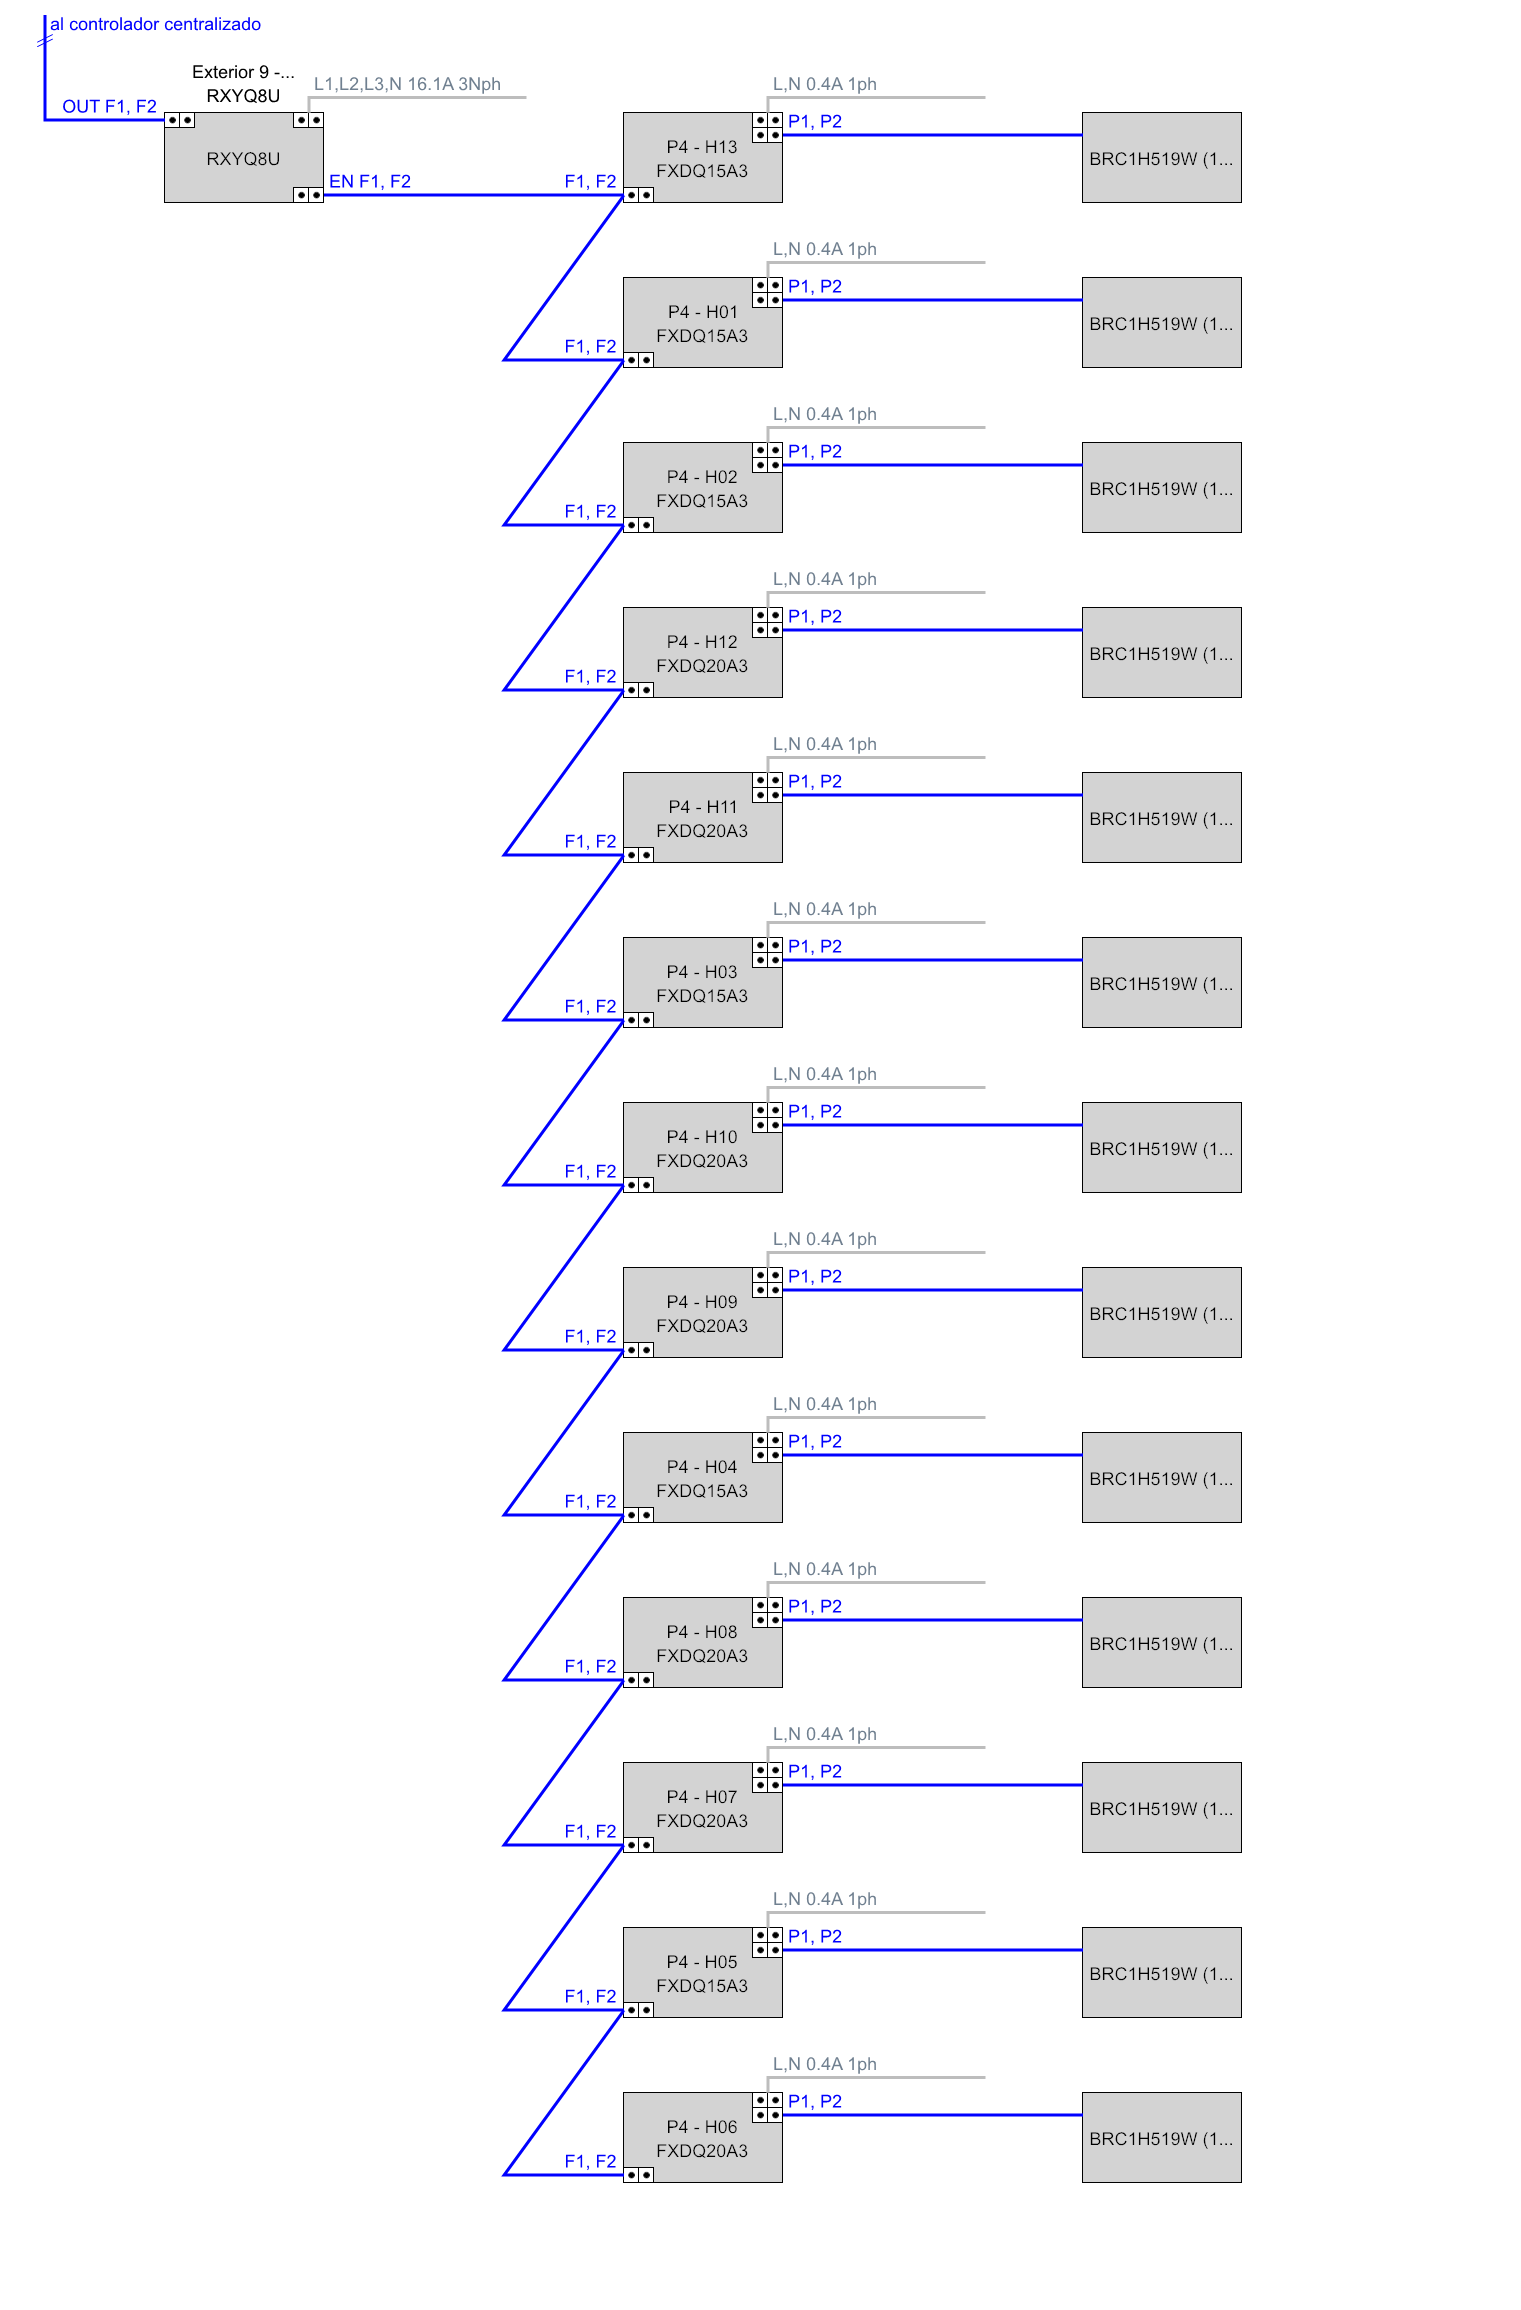 al controlador centralizado
Exterior 9 -...
RXYQ8U
L1,L2,L3,N 16.1A 3Nph
OUT F1, F2
RXYQ8U
EN F1, F2
L,N 0.4A 1ph
P1, P2
P4 - H13
FXDQ15A3
F1, F2
BRC1H519W (1...
L,N 0.4A 1ph
P1, P2
P4 - H01
FXDQ15A3
F1, F2
BRC1H519W (1...
L,N 0.4A 1ph
P1, P2
P4 - H02
FXDQ15A3
F1, F2
BRC1H519W (1...
L,N 0.4A 1ph
P1, P2
P4 - H12
FXDQ20A3
F1, F2
BRC1H519W (1...
L,N 0.4A 1ph
P1, P2
P4 - H11
FXDQ20A3
F1, F2
BRC1H519W (1...
L,N 0.4A 1ph
P1, P2
P4 - H03
FXDQ15A3
F1, F2
BRC1H519W (1...
L,N 0.4A 1ph
P1, P2
P4 - H10
FXDQ20A3
F1, F2
BRC1H519W (1...
L,N 0.4A 1ph
P1, P2
P4 - H09
FXDQ20A3
F1, F2
BRC1H519W (1...
L,N 0.4A 1ph
P1, P2
P4 - H04
FXDQ15A3
F1, F2
BRC1H519W (1...
L,N 0.4A 1ph
P1, P2
P4 - H08
FXDQ20A3
F1, F2
BRC1H519W (1...
L,N 0.4A 1ph
P1, P2
P4 - H07
FXDQ20A3
F1, F2
BRC1H519W (1...
L,N 0.4A 1ph
P1, P2
P4 - H05
FXDQ15A3
F1, F2
BRC1H519W (1...
L,N 0.4A 1ph
P1, P2
P4 - H06
FXDQ20A3
F1, F2
BRC1H519W (1...